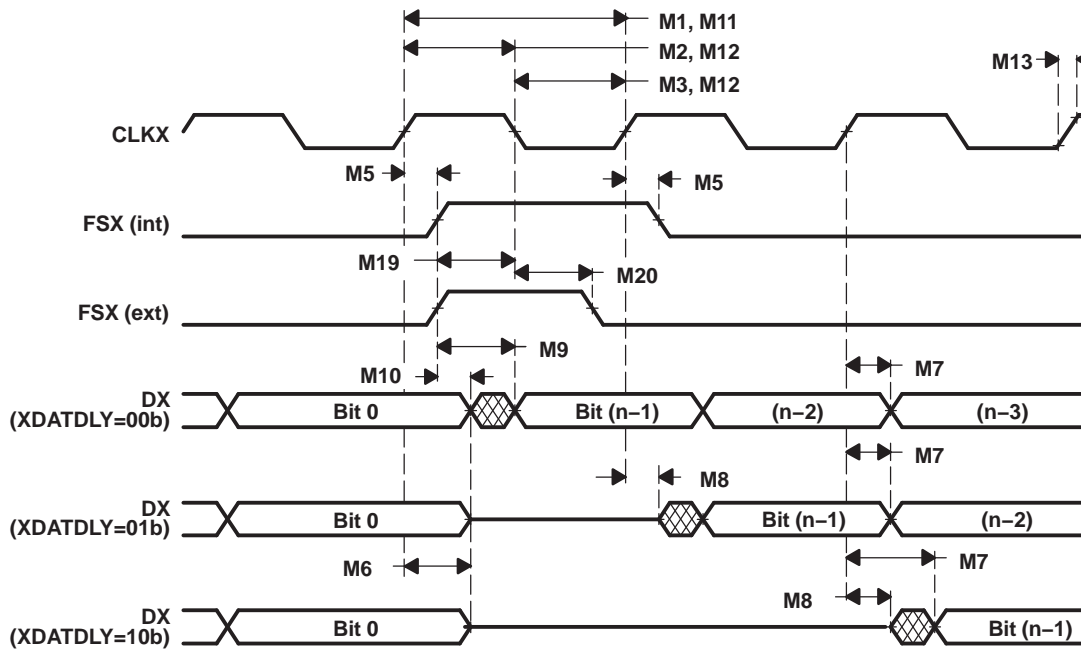 M1, M11
M2, M12
M13
M3, M12
CLKX
M5
M5
FSX (int)
M19
M20
FSX (ext)
M9
M10
M7
DX
(XDATDLY=00b)
Bit 0
Bit (n−1)
(n−2)
(n−3)
M7
M8
DX
(XDATDLY=01b)
Bit 0
Bit (n−1)
(n−2)
M6
M7
M8
DX
(XDATDLY=10b)
Bit 0
Bit (n−1)